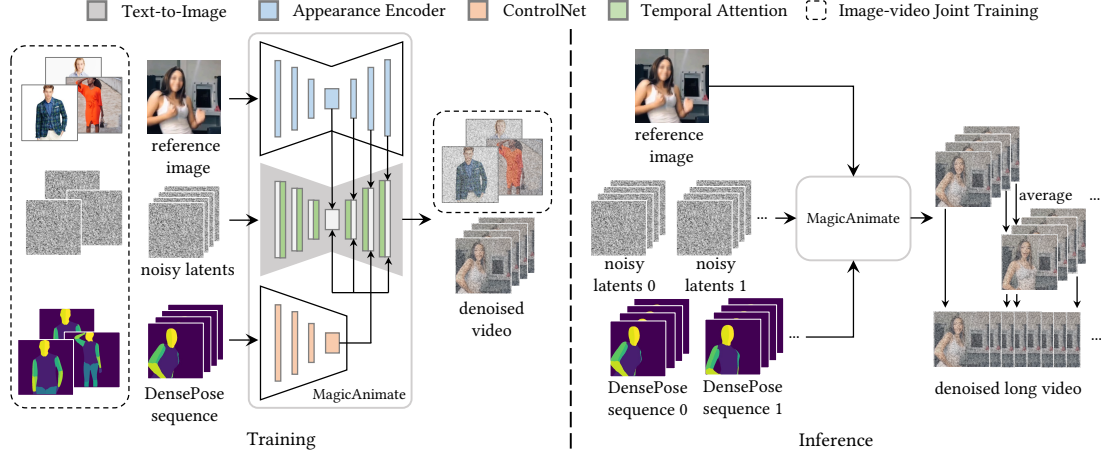 Text-to-Image
Appearance Encoder
ControlNet
Temporal Attention
Image-video Joint Training
reference
image
noisy latents
DensePose
sequence
MagicAnimate
denoised
video
Training
reference
image
noisy
latents 0
noisy
latents 1
...
DensePose
sequence 0
DensePose
sequence 1
...
MagicAnimate
average
...
...
denoised long video
Inference